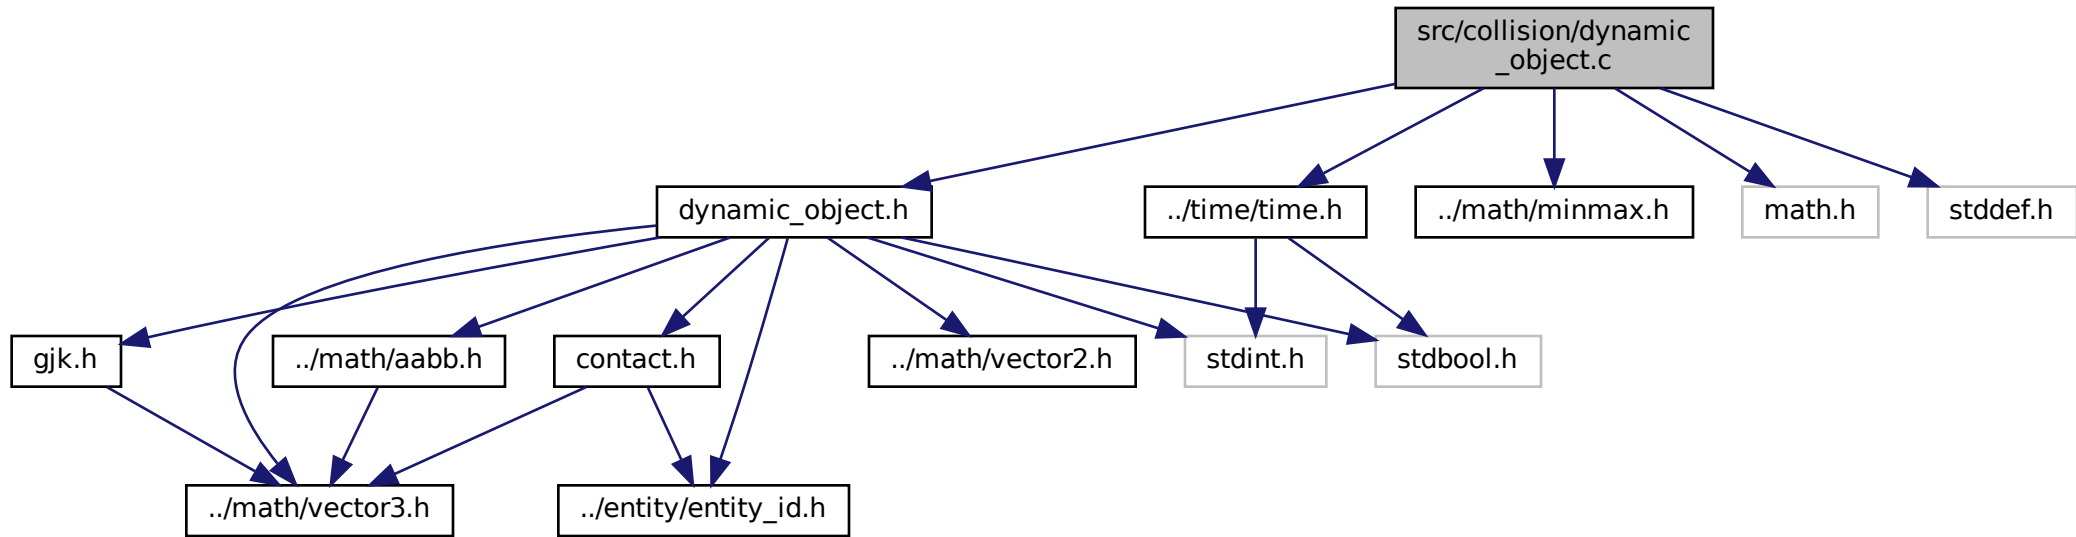 src/collision/dynamic
_object.c
dynamic_object.h
../time/time.h
../math/minmax.h
math.h
stddef.h
gjk.h
../math/aabb.h
contact.h
../math/vector2.h
stdint.h
stdbool.h
../math/vector3.h
../entity/entity_id.h